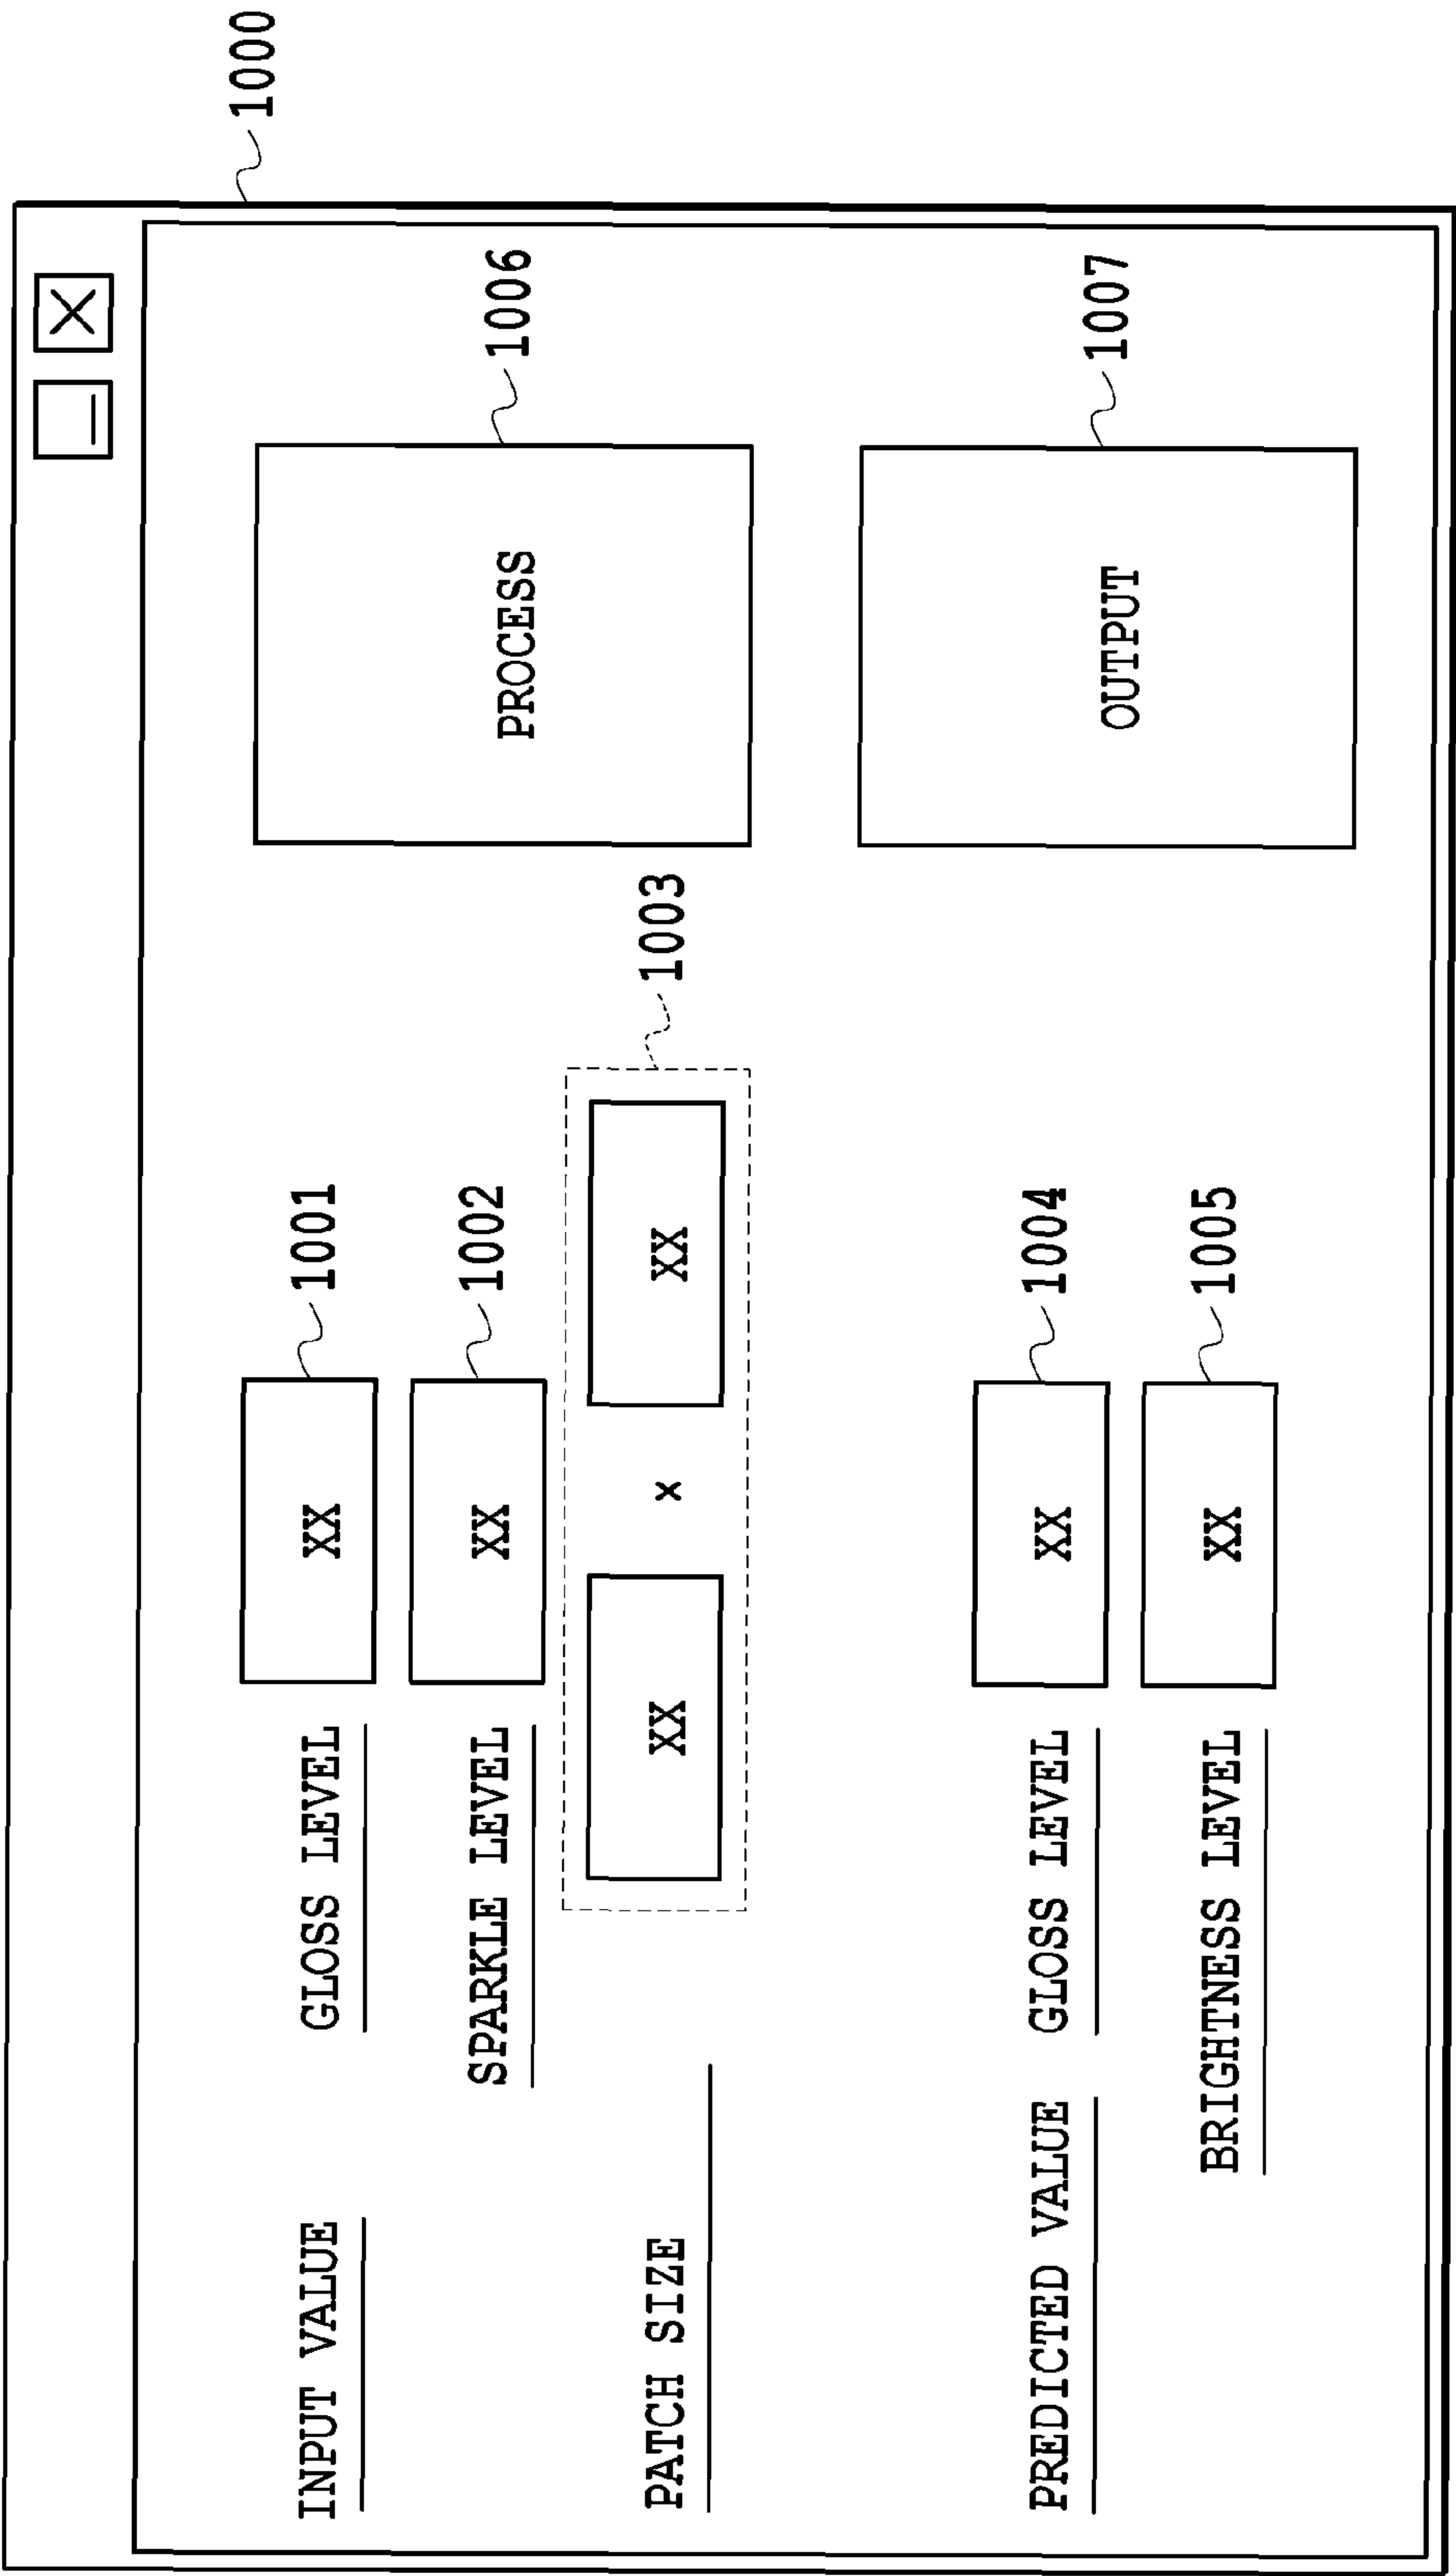 1000
INPUT VALUE GLOSS LEVEL XX 1001
SPARKLE LEVEL XX 1002
PATCH SIZE XX x XX 1003
PROCESS 1006
PREDICTED VALUE GLOSS LEVEL XX 1004
BRIGHTNESS LEVEL XX 1005
OUTPUT 1007